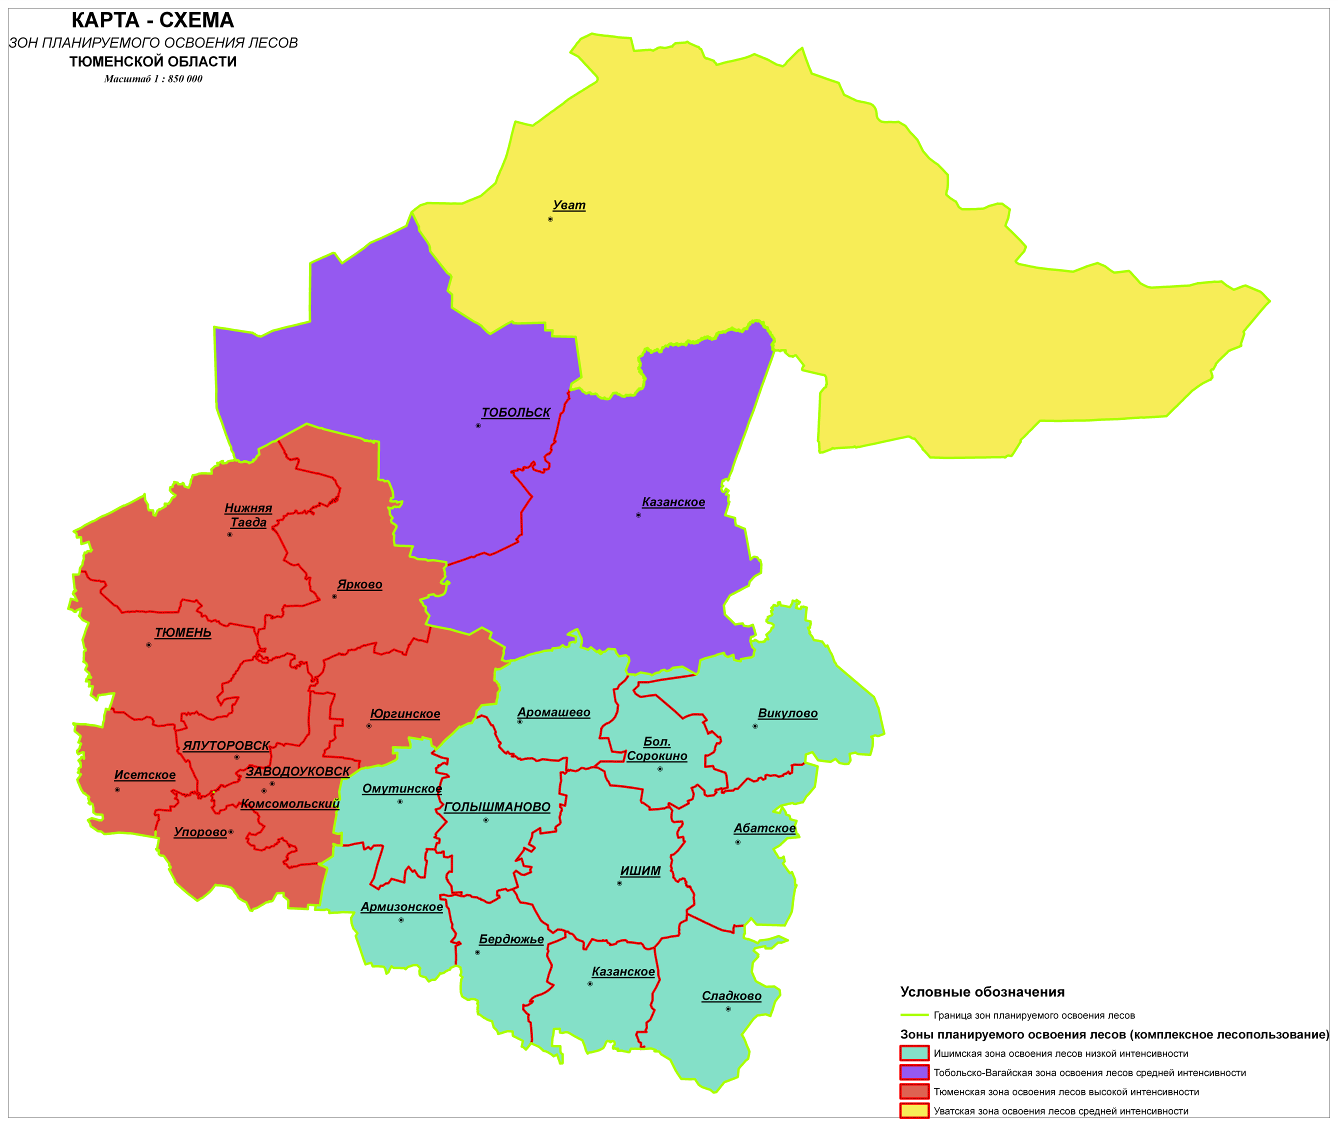 КАРТА - СХЕМА
ЗОН ПЛАНИРУЕМОГО ОСВОЕНИЯ ЛЕСОВ
ТЮМЕНСКОЙ ОБЛАСТИ
Масштаб 1 : 850 000
Уват
ТОБОЛЬСК
Казанское
Нижняя
Тавда
Ярково
ТЮМЕНЬ
Юргинское
Аромашево
Викулово
Бол.
Сорокино
ЯЛУТОРОВСК
ЗАВОДОУКОВСК
Исетское
Омутинское
Комсомольский
ГОЛЫШМАНОВО
Упорово
Абатское
ИШИМ
Армизонское
Бердюжье
Казанское
Сладково
Условные обозначения
Граница зон планируемого освоения лесов
Зоны планируемого освоения лесов (комплексное лесопользование)
Ишимская зона освоения лесов низкой интенсивности
Тобольско-Вагайская зона освоения лесов средней интенсивности
Тюменская зона освоения лесов высокой интенсивности
Уватская зона освоения лесов средней интенсивности